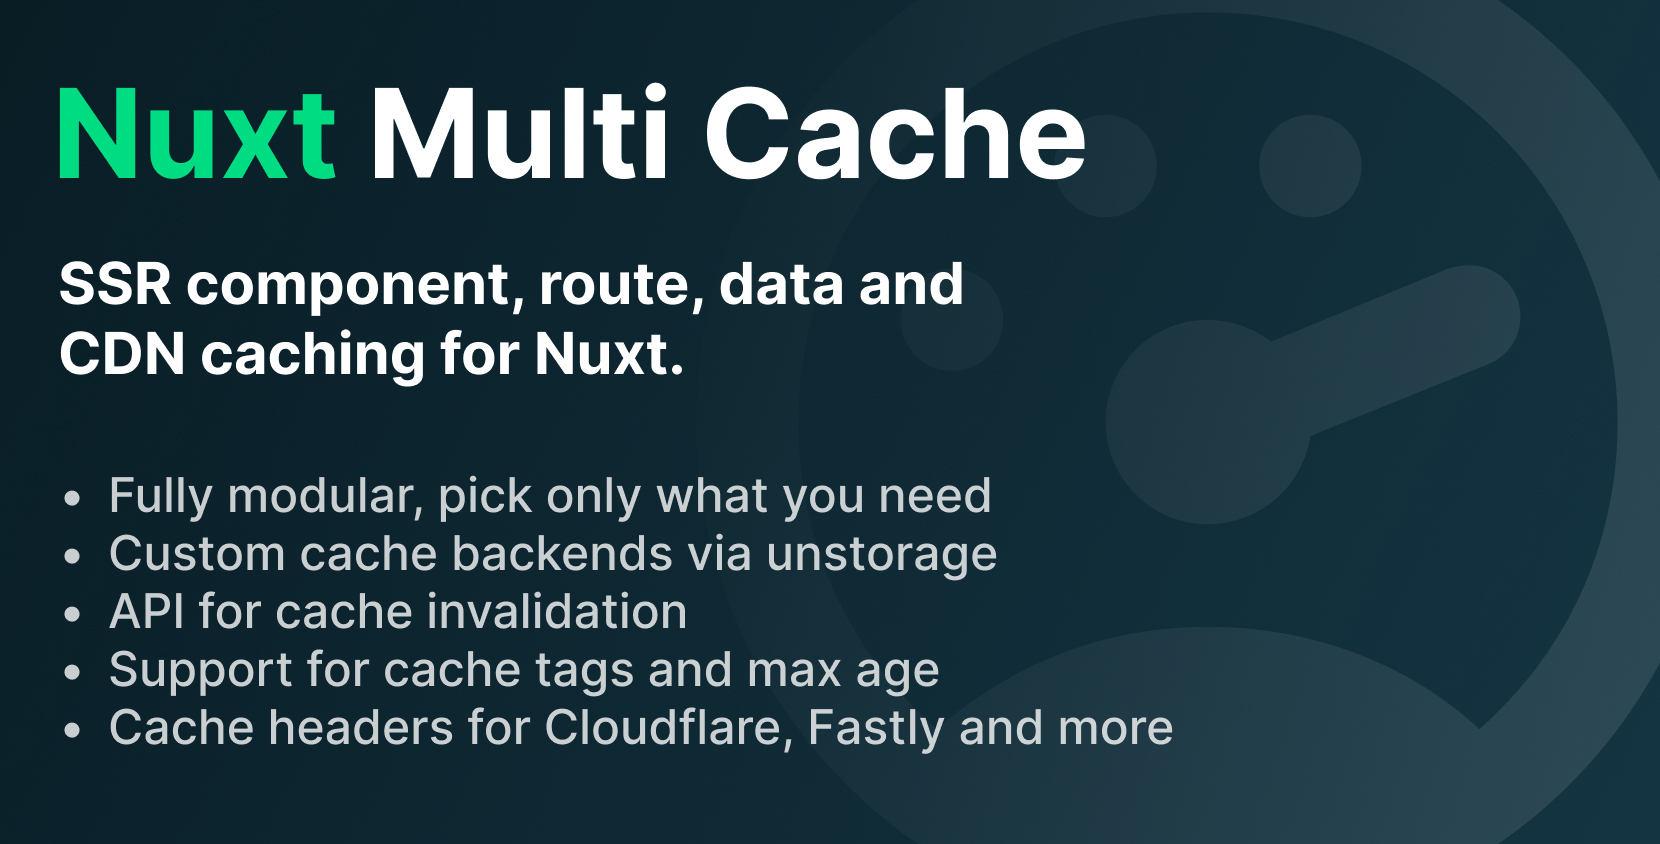 Nuxt Multi Cache
SSR component, route, data and
CDN caching for Nuxt.
• Fully modular, pick only what you need
• Custom cache backends via unstorage
• API for cache invalidation
• Support for cache tags and max age
• Cache headers for Cloudflare, Fastly and more